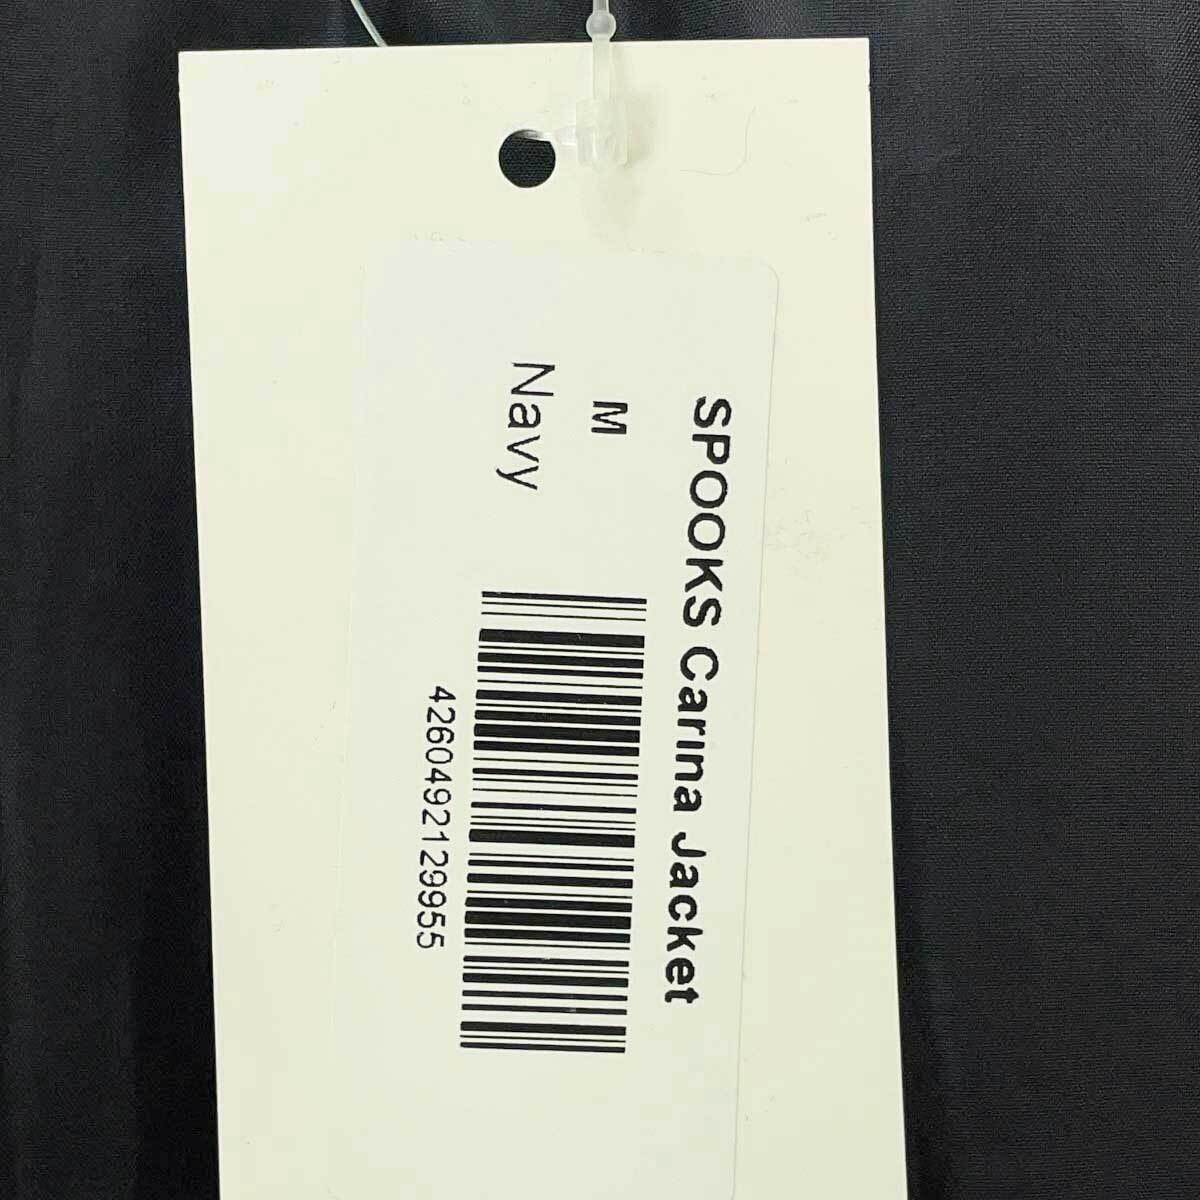 SPOOKS Carina Jacket
M
Navy
4260492129955